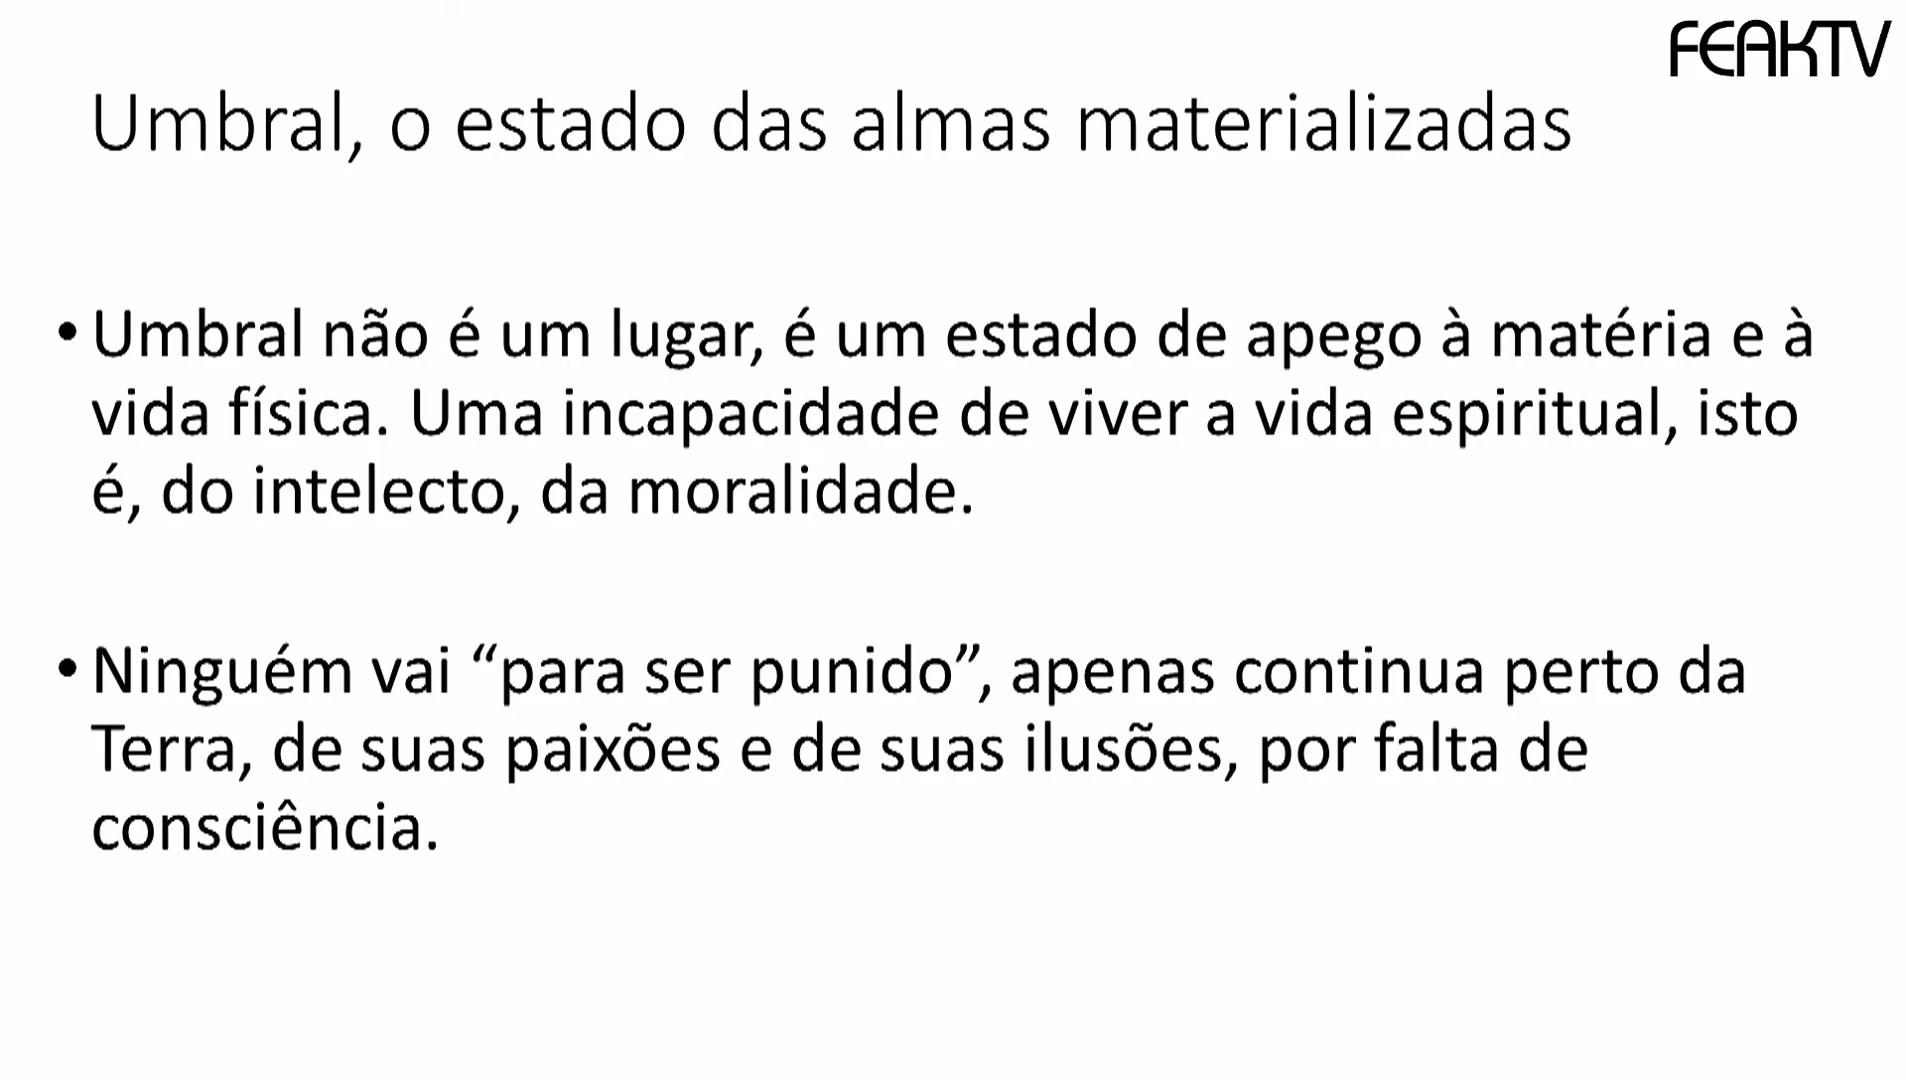 FEAKTV
Umbral, o estado das almas materializadas
• Umbral não é um lugar, é um estado de apego à matéria e à
vida física. Uma incapacidade de viver a vida espiritual, isto
é, do intelecto, da moralidade.
• Ninguém vai “para ser punido”, apenas continua perto da
Terra, de suas paixões e de suas ilusões, por falta de
consciência.